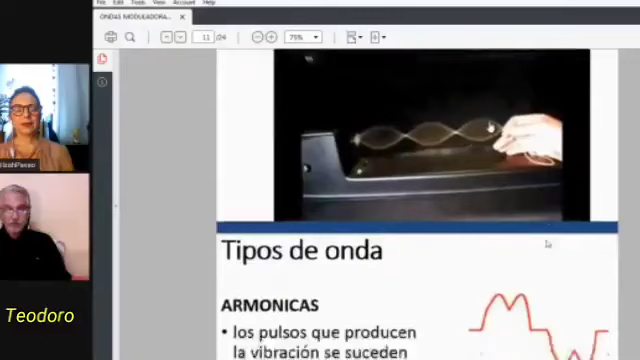 File Edit View Account Help
ONDAS MODULADORA...
11 /24
75%
Teodoro
Tipos de onda
ARMONICAS
• los pulsos que producen
la vibración se suceden